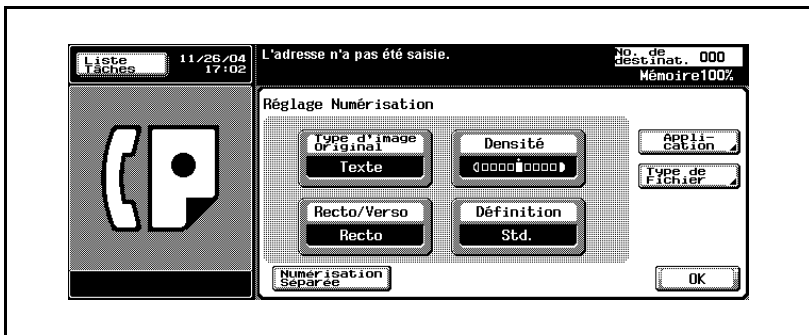 Liste
Tâches
11/26/04
17:02
L'adresse n'a pas été saisie.
No. de
destinat. 000
Mémoire100%
Réglage Numérisation
Type d'image
Original
Texte
Densité
Appli-
cation
Type de
Fichier
Recto/Verso
Recto
Définition
Std.
Numérisation
Séparée
OK